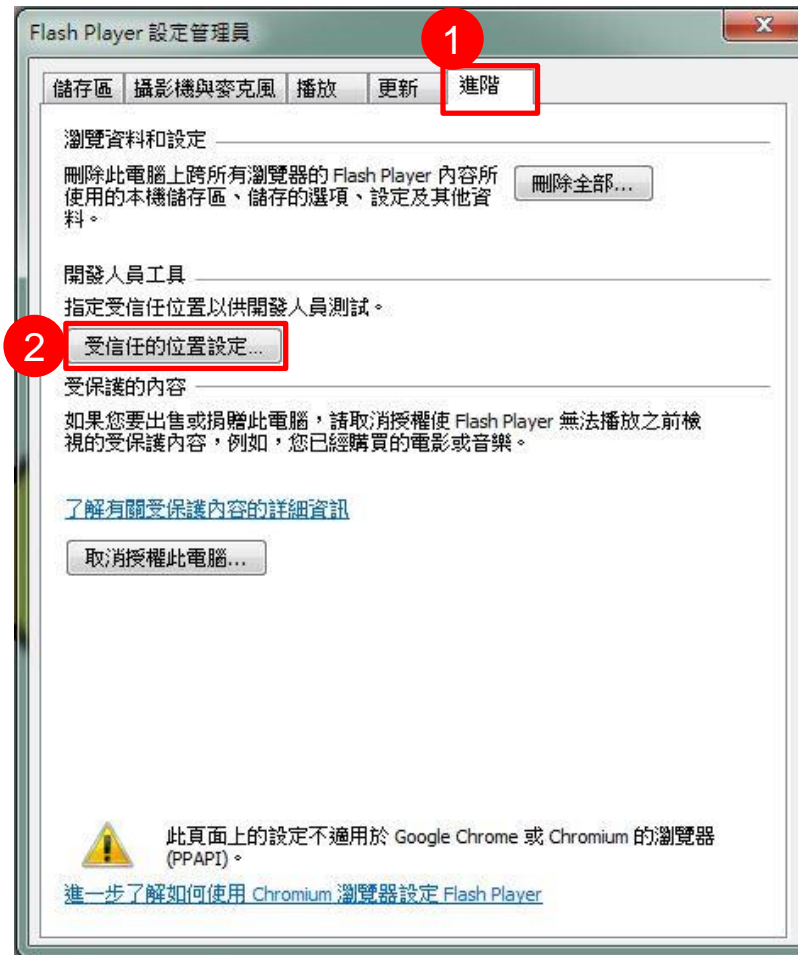 Flash Player 設定管理員
1
儲存區 攝影機與麥克風 播放 更新 進階
瀏覽資料和設定
刪除此電腦上跨所有瀏覽器的 Flash Player 內容所
使用的本機儲存區、儲存的選項、設定及其他資
料。
刪除全部...
開發人員工具
指定受信任位置以供開發人員測試。
2
受信任的位置設定...
受保護的內容
如果您要出售或捐贈此電腦，請取消授權使 Flash Player 無法播放之前檢
視的受保護內容，例如，您已經購買的電影或音樂。
了解有關受保護內容的詳細資訊
取消授權此電腦...
此頁面上的設定不適用於 Google Chrome 或 Chromium 的瀏覽器
(PPAPI)。
進一步了解如何使用 Chromium 瀏覽器設定 Flash Player